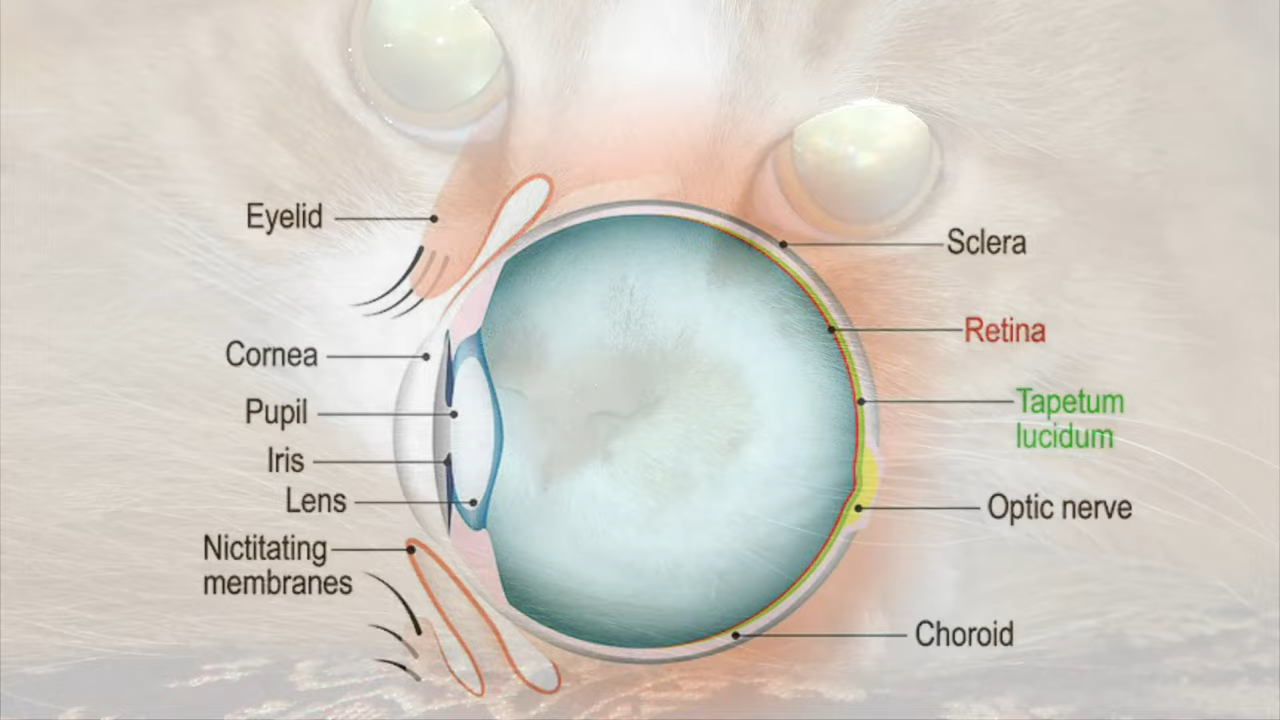 Eyelid
Cornea
Pupil
Iris
Lens
Nictitating
membranes
Sclera
Retina
Tapetum
lucidum
Optic nerve
Choroid